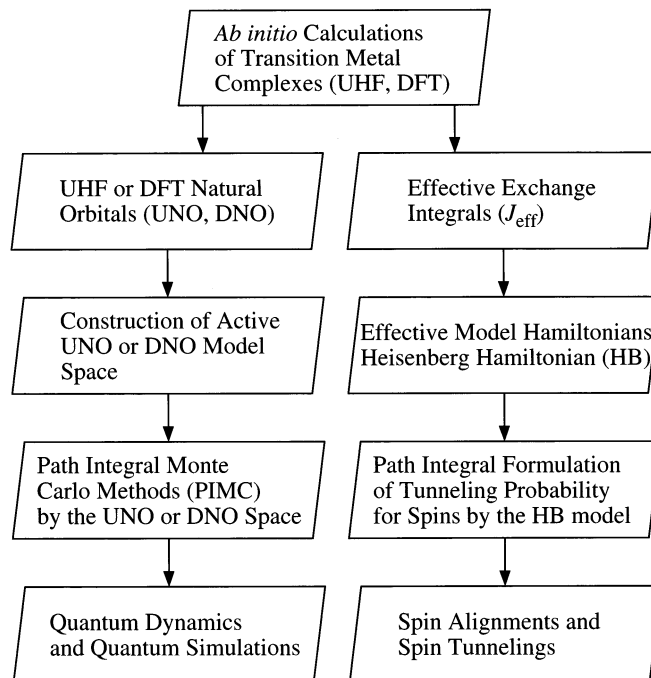 Ab initio Calculations
of Transition Metal
Complexes (UHF, DFT)
UHF or DFT Natural
Orbitals (UNO, DNO)
Effective Exchange
Integrals (Jeff)
Construction of Active
UNO or DNO Model
Space
Effective Model Hamiltonians
Heisenberg Hamiltonian (HB)
Path Integral Monte
Carlo Methods (PIMC)
by the UNO or DNO Space
Path Integral Formulation
of Tunneling Probability
for Spins by the HB model
Quantum Dynamics
and Quantum Simulations
Spin Alignments and
Spin Tunnelings